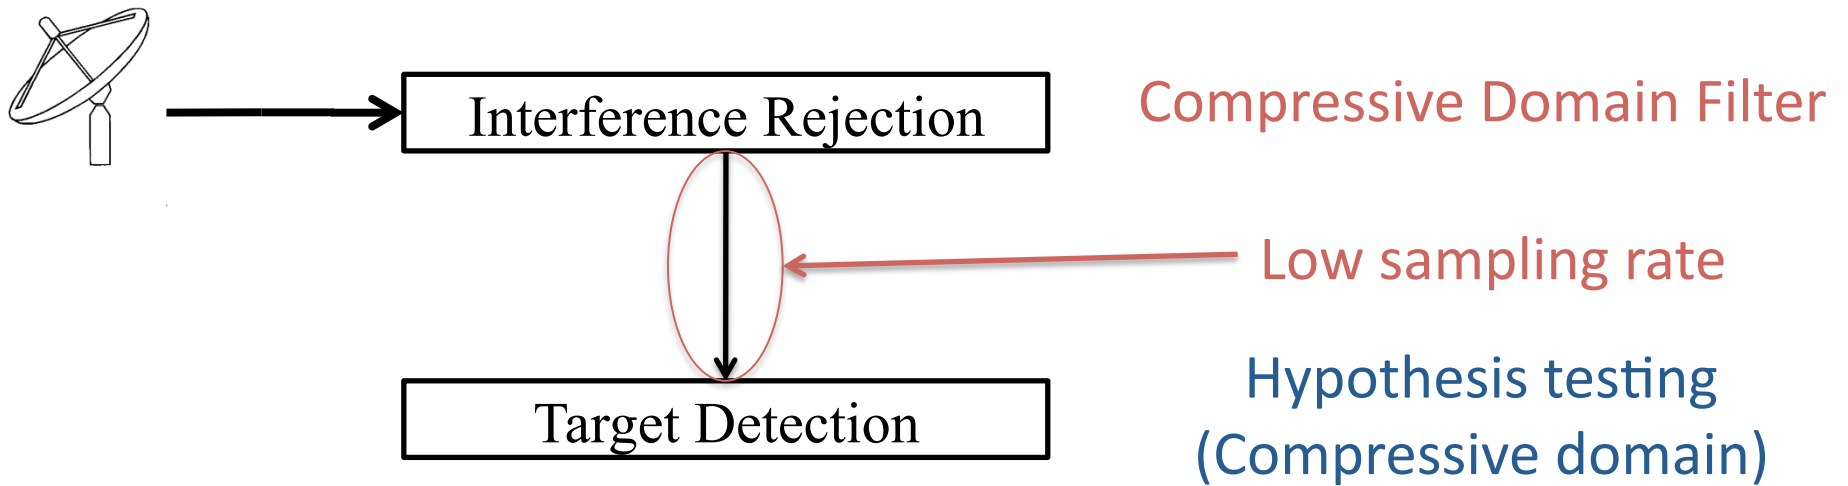 Interference Rejection
Compressive Domain Filter
Low sampling rate
Target Detection
Hypothesis testing
(Compressive domain)